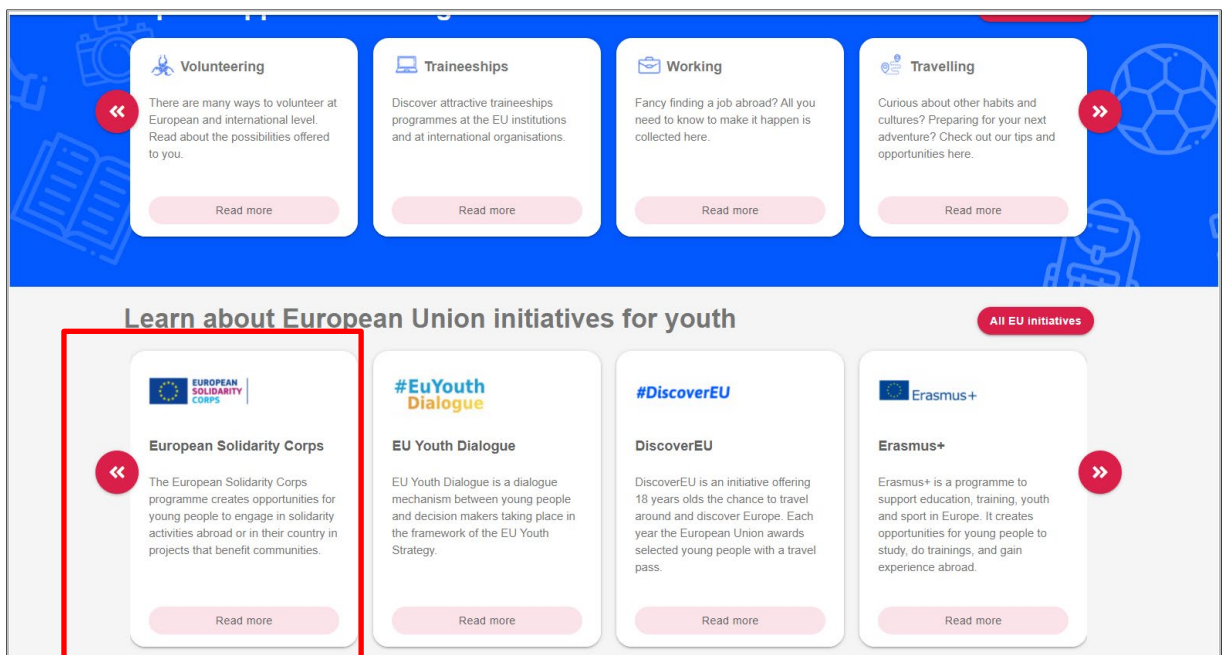 Volunteering
There are many ways to volunteer at
European and international level.
Read about the possibilities offered
to you.
Read more
Traineeships
Discover attractive traineeships
programmes at the EU institutions
and at international organisations.
Read more
Working
Fancy finding a job abroad? All you
need to know to make it happen is
collected here.
Read more
Travelling
Curious about other habits and
cultures? Preparing for your next
adventure? Check out our tips and
opportunities here.
Read more
Learn about European Union initiatives for youth
All EU initiatives
EUROPEAN
SOLIDARITY
CORPS
European Solidarity Corps
The European Solidarity Corps
programme creates opportunities for
young people to engage in solidarity
activities abroad or in their country in
projects that benefit communities.
Read more
#EuYouth
Dialogue
EU Youth Dialogue
EU Youth Dialogue is a dialogue
mechanism between young people
and decision makers taking place in
the framework of the EU Youth
Strategy.
Read more
#DiscoverEU
DiscoverEU
DiscoverEU is an initiative offering
18 years olds the chance to travel
around and discover Europe. Each
year the European Union awards
selected young people with a travel
pass.
Read more
Erasmus+
Erasmus+
Erasmus+ is a programme to
support education, training, youth
and sport in Europe. It creates
opportunities for young people to
study, do trainings, and gain
experience abroad.
Read more